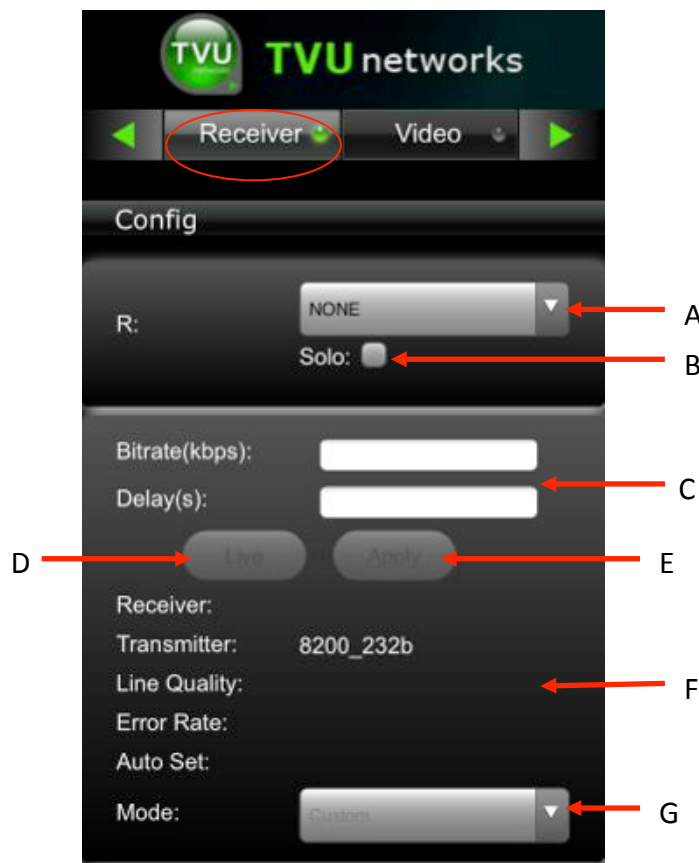 TVU TVU networks
Receiver Video
Config
R: NONE A
Solo: B
Bitrate(kbps):
Delay(s): C
D Live Apply E
Receiver:
Transmitter: 8200_232b
Line Quality: F
Error Rate:
Auto Set:
Mode: Custom G